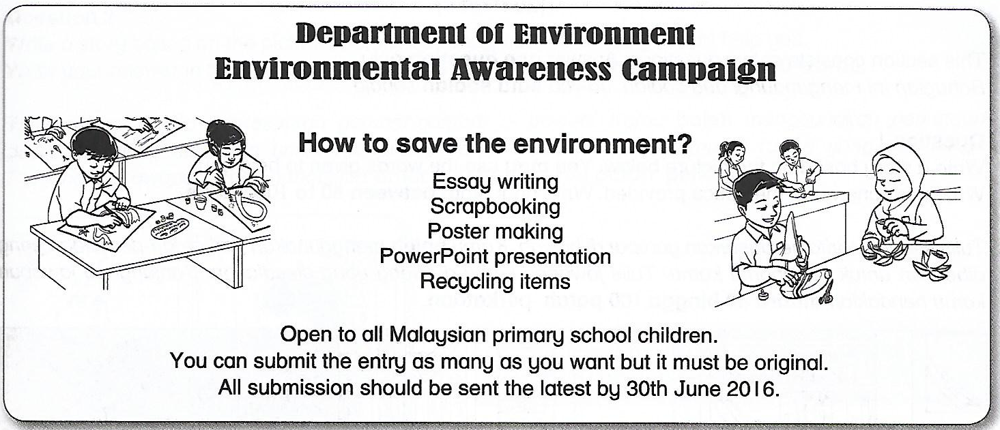 Department of Environment
Environmental Awareness Campaign
How to save the environment?
Essay writing
Scrapbooking
Poster making
PowerPoint presentation
Recycling items
Open to all Malaysian primary school children.
You can submit the entry as many as you want but it must be original.
All submission should be sent the latest by 30th June 2016.